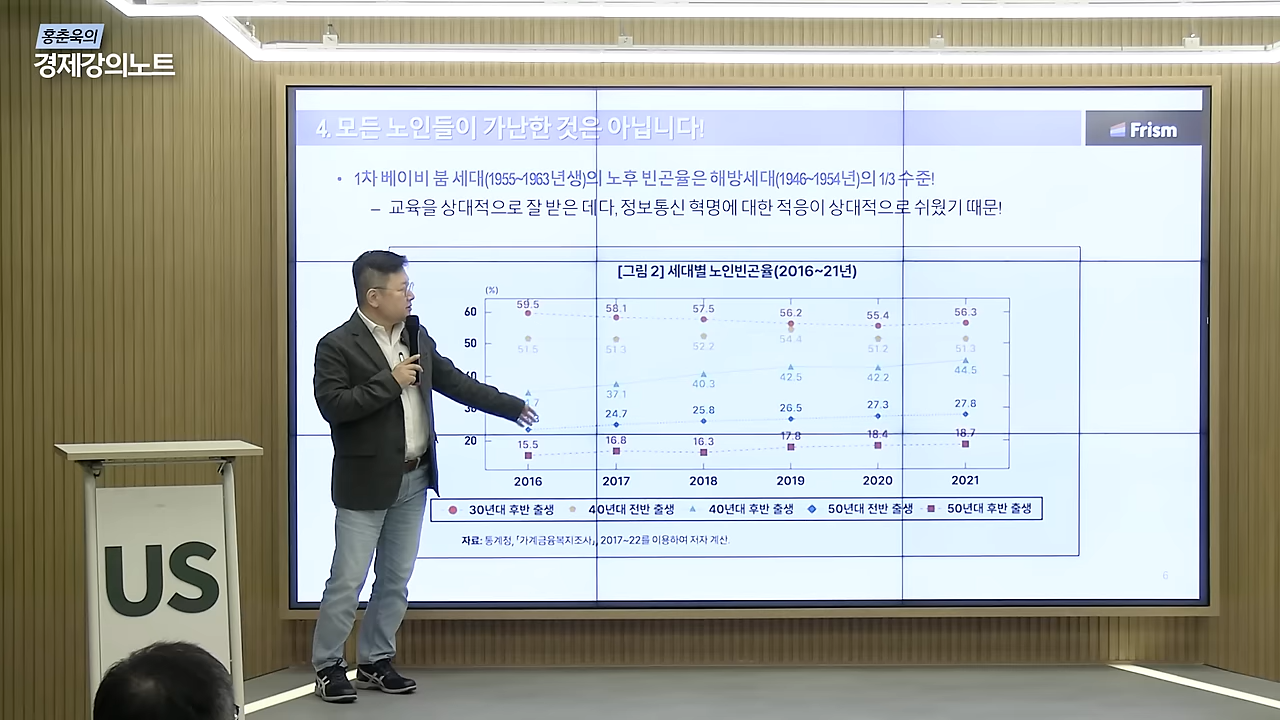 홍춘욱의
경제강의노트
4. 모든 노인들이 가난한 것은 아닙니다!
Frism
• 1차 베이비 붐 세대(1955~1963년생)의 노후 빈곤율은 해방세대(1946~1954년)의 1/3 수준!
– 교육을 상대적으로 잘 받은 데다, 정보통신 혁명에 대한 적응이 상대적으로 쉬웠기 때문!
[그림 2] 세대별 노인빈곤율(2016~21년)
(%)
60
59.5 58.1 57.5 56.2 55.4 56.3
50
51.5 51.3 52.2 54.4 51.2 51.3
37.1 40.3 42.5 42.2 44.5
24.7 25.8 26.5 27.3 27.8
20
15.5 16.8 16.3 17.8 18.4 18.7
2016 2017 2018 2019 2020 2021
30년대 후반 출생 40년대 전반 출생 40년대 후반 출생 50년대 전반 출생 50년대 후반 출생
자료: 통계청, 「가계금융복지조사」, 2017~22를 이용하여 저자 계산.
6
US